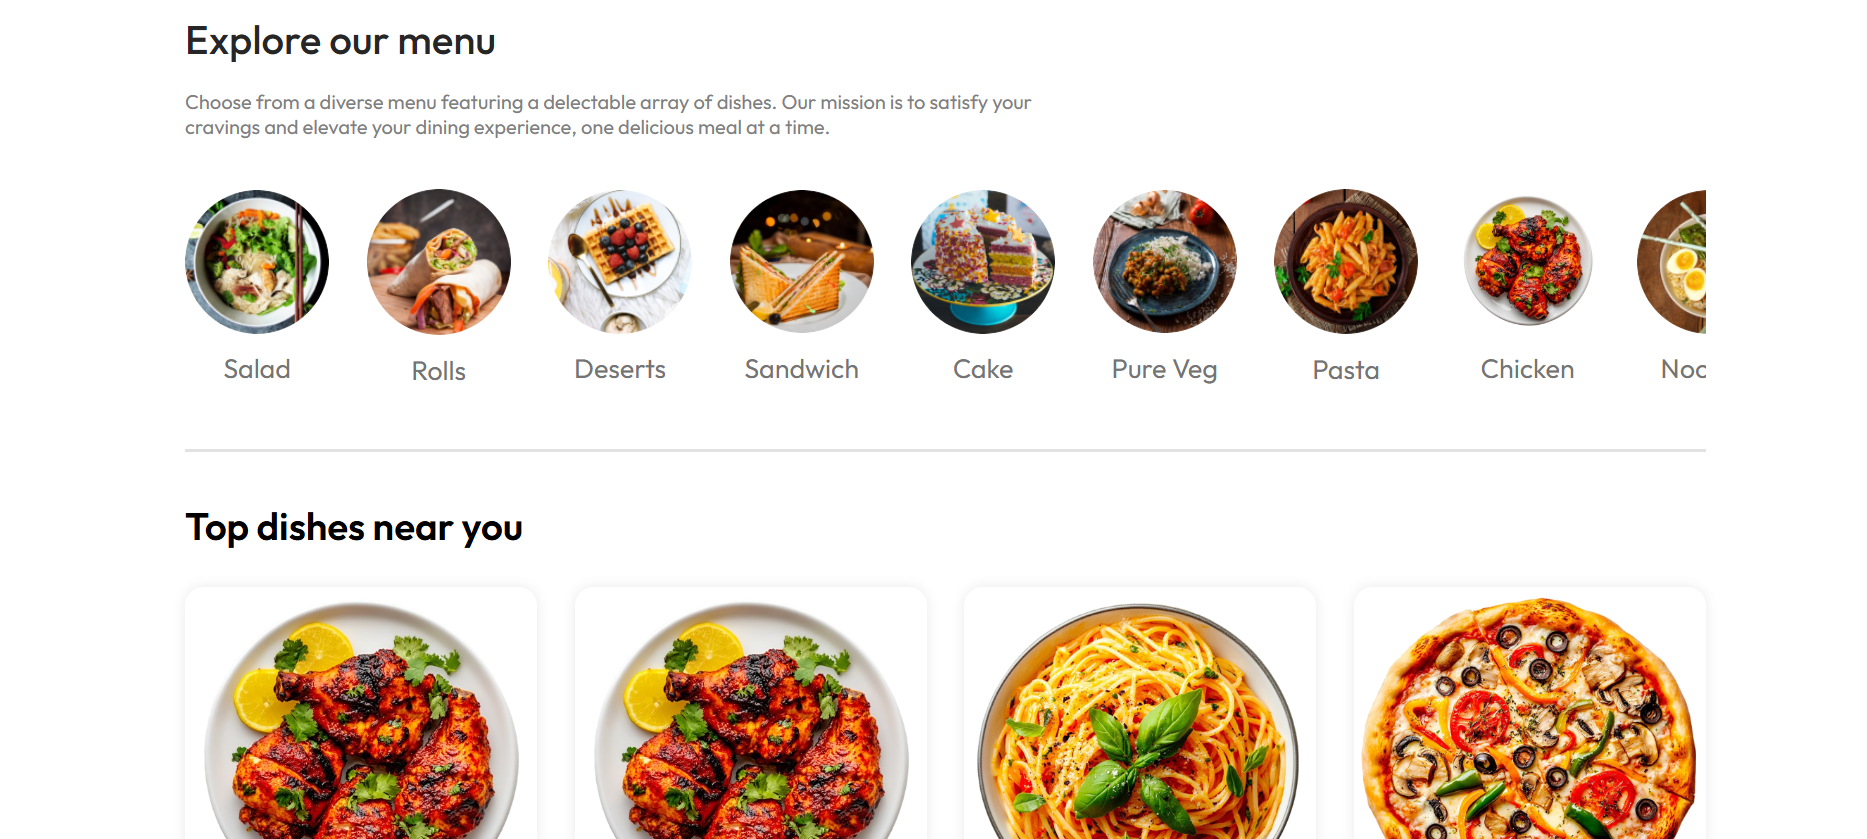 Explore our menu
Choose from a diverse menu featuring a delectable array of dishes. Our mission is to satisfy your
cravings and elevate your dining experience, one delicious meal at a time.
Salad Rolls Deserts Sandwich Cake Pure Veg Pasta Chicken
Top dishes near you